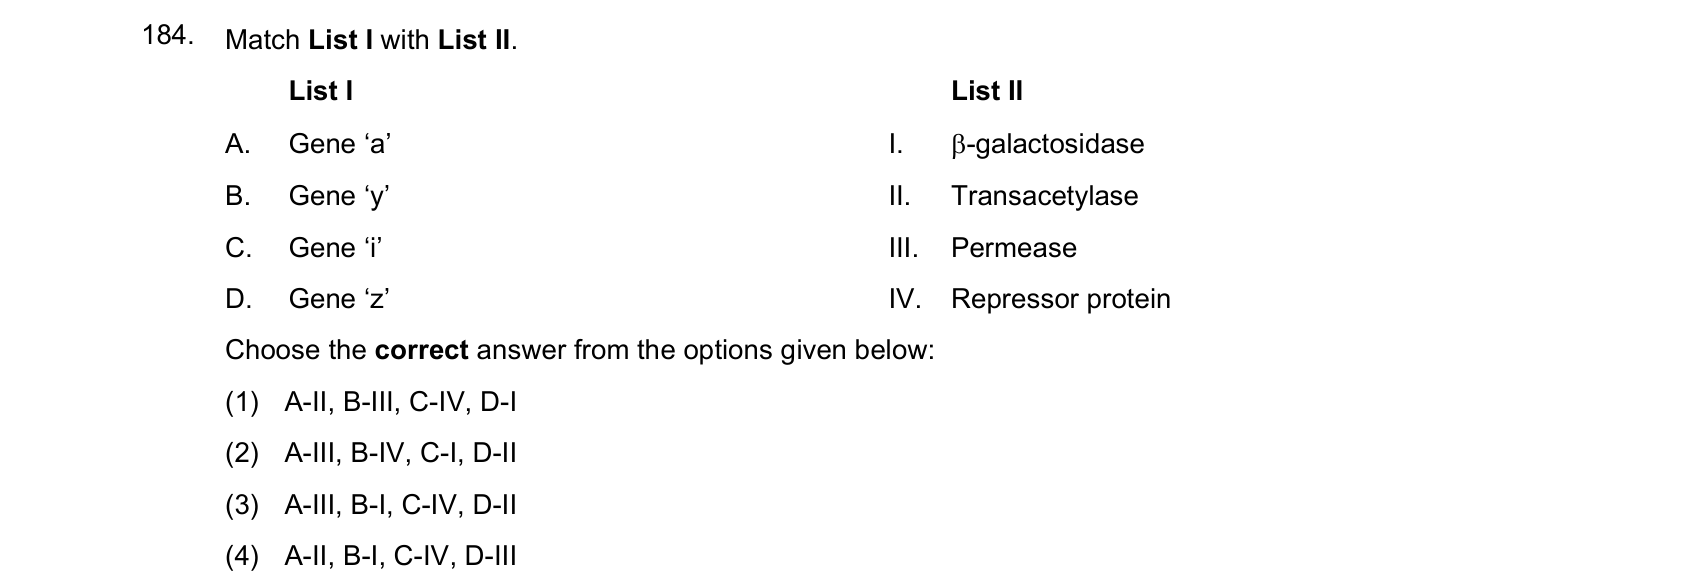 184. Match List I with List II.
List I List II
A. Gene ‘a’ I. β-galactosidase
B. Gene ‘y’ II. Transacetylase
C. Gene ‘i’ III. Permease
D. Gene ‘z’ IV. Repressor protein
Choose the correct answer from the options given below:
(1) A-II, B-III, C-IV, D-I
(2) A-III, B-IV, C-I, D-II
(3) A-III, B-I, C-IV, D-II
(4) A-II, B-I, C-IV, D-III